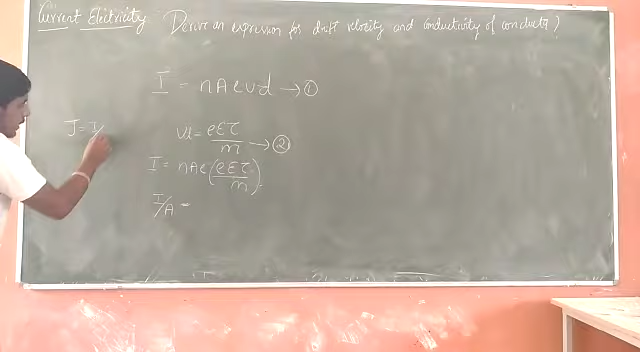 Current Electricity Derive an expression for drift velocity and conductivity of conductor ?
I = nAevd → ①
J = I/
vd = eEτ/m → ②
I = nAe(eEτ/m)
I/A =